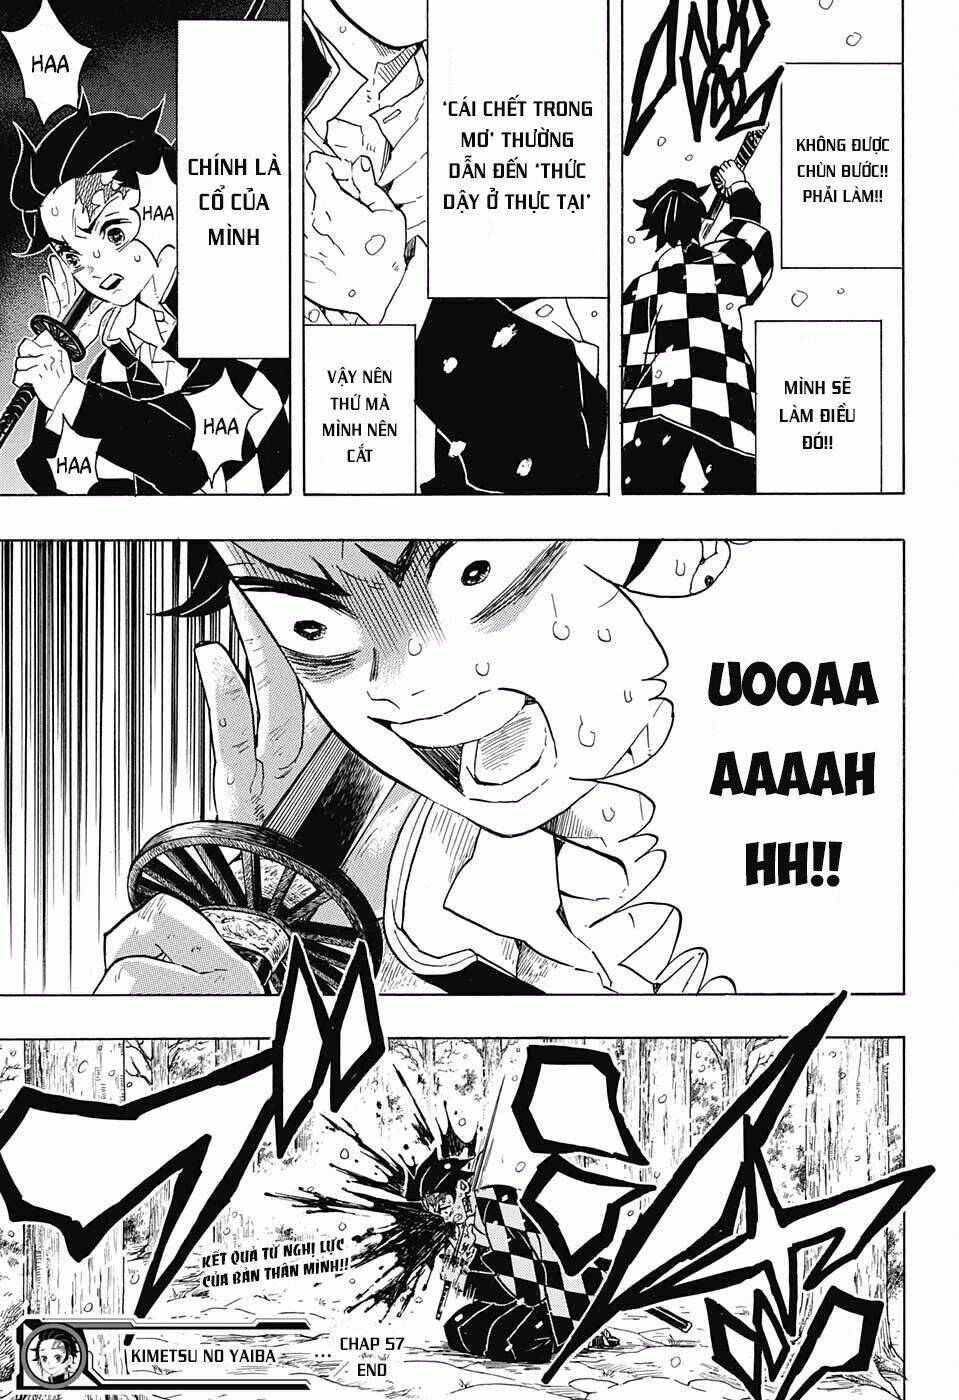 KHÔNG ĐƯỢC
CHÙN BƯỚC!!
PHẢI LÀM!!
MÌNH SẼ
LÀM ĐIỀU
ĐÓ!!
‘CÁI CHẾT TRONG
MƠ’ THƯỜNG
DẪN ĐẾN ‘THỨC
DẬY Ở THỰC TẠI’
VẬY NÊN
THỨ MÀ
MÌNH NÊN
CẮT
CHÍNH LÀ
CỔ CỦA
MÌNH
HAA
HAA
HAA
HAA
UOOAA
AAAAH
HH!!
KẾT QUẢ TỪ NGHỊ LỰC
CỦA BẢN THÂN MÌNH!!
KIMETSU NO YAIBA ... CHAP 57
END